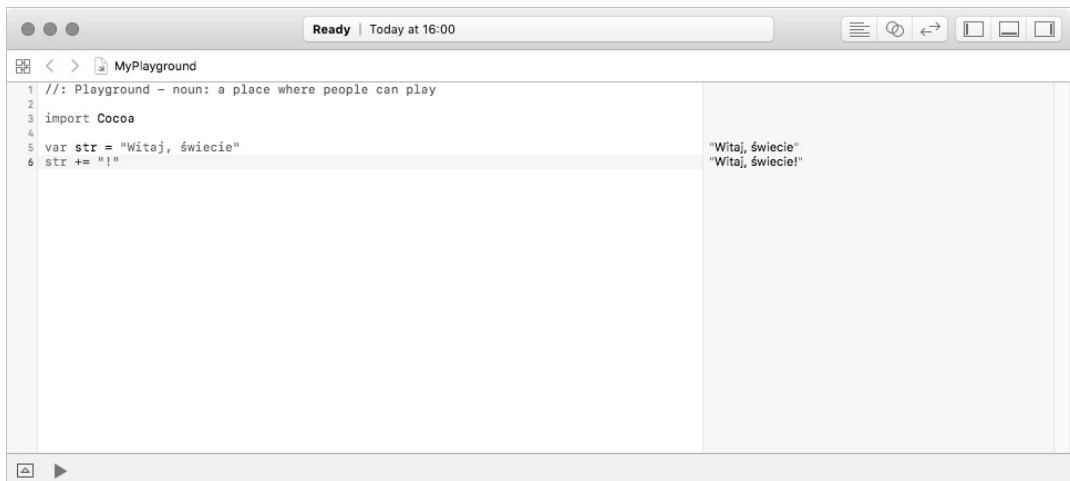 Ready | Today at 16:00
MyPlayground
1 //: Playground – noun: a place where people can play
2
3 import Cocoa
4
5 var str = "Witaj, świecie" "Witaj, świecie"
6 str += "!" "Witaj, świecie!"